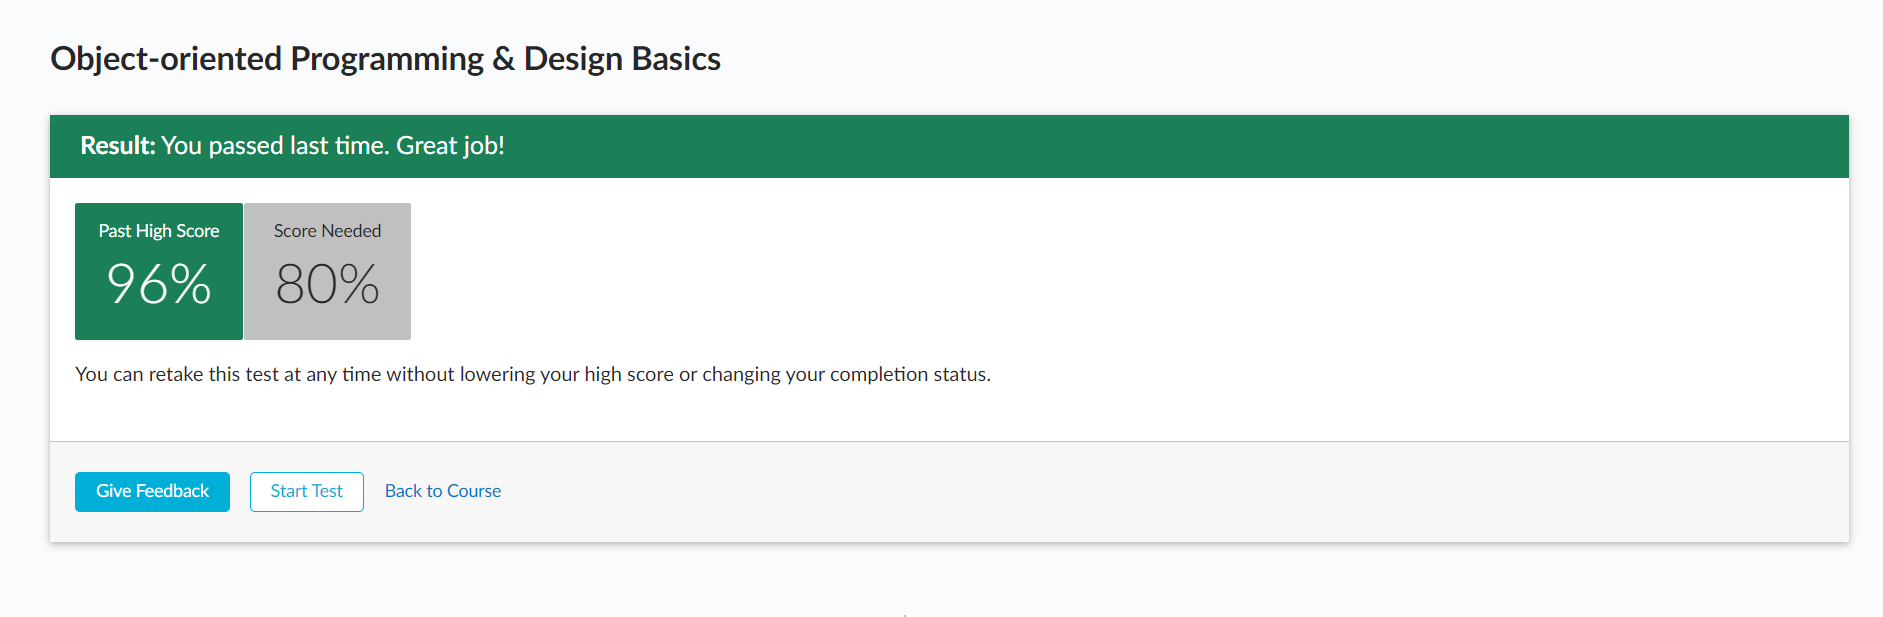 Object-oriented Programming & Design Basics
Result: You passed last time. Great job!
Past High Score
96%
Score Needed
80%
You can retake this test at any time without lowering your high score or changing your completion status.
Give Feedback
Start Test
Back to Course